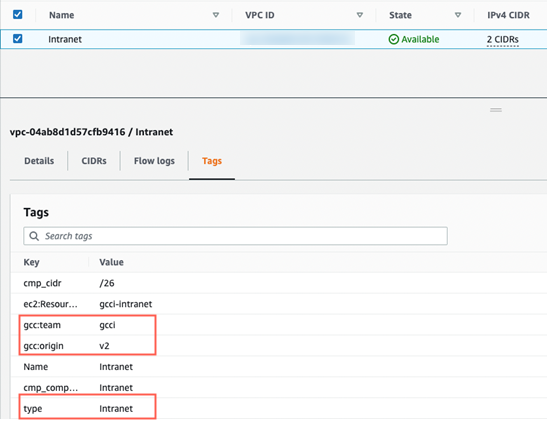 Name VPC ID State IPv4 CIDR
Intranet Available 2 CIDRs
vpc-04ab8d1d57cfb9416 / Intranet
Details CIDRs Flow logs Tags
Tags
Search tags
Key Value
cmp_cidr /26
ec2:Resour... gcci-intranet
gcc:team gcci
gcc:origin v2
Name Intranet
cmp_comp... Intranet
type Intranet